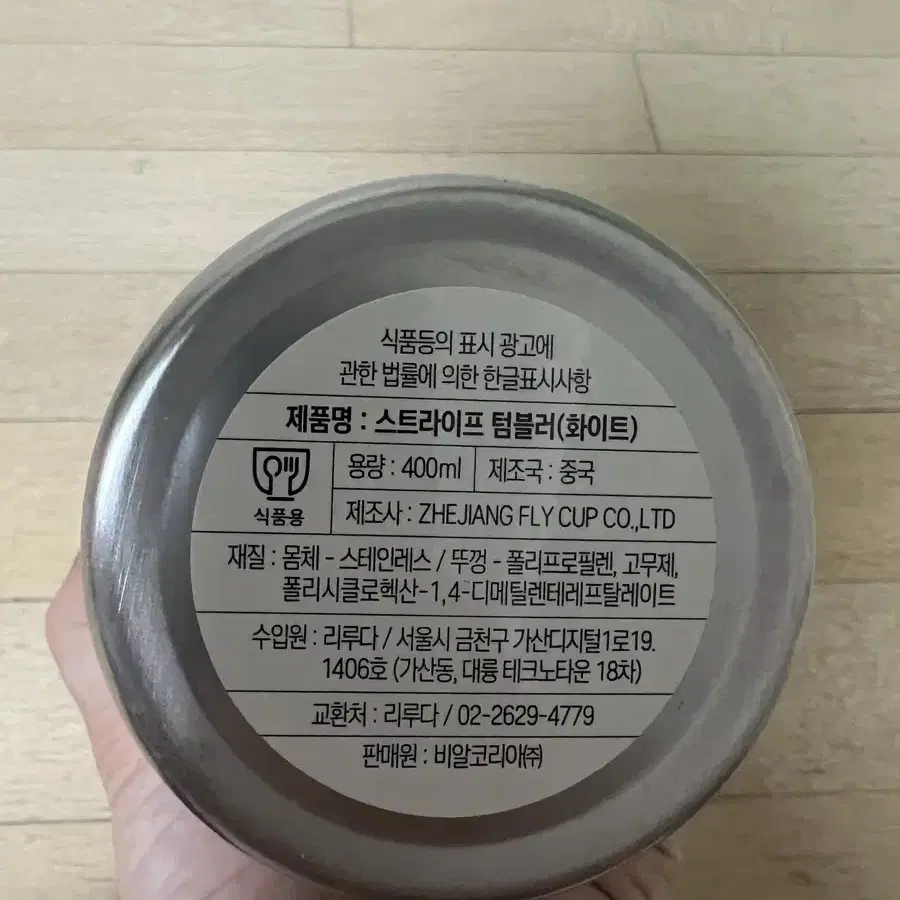 식품등의 표시 광고에
관한 법률에 의한 한글표시사항
제품명 : 스트라이프 텀블러(화이트)
식품용
용량 : 400ml
제조국 : 중국
제조사 : ZHEJIANG FLY CUP CO.,LTD
재질 : 몸체 - 스테인레스 / 뚜껑 - 폴리프로필렌, 고무제,
폴리시클로헥산-1,4-디메틸렌테레프탈레이트
수입원 : 리루다 / 서울시 금천구 가산디지털1로19.
1406호 (가산동, 대륭 테크노타운 18차)
교환처 : 리루다 / 02-2629-4779
판매원 : 비알코리아㈜